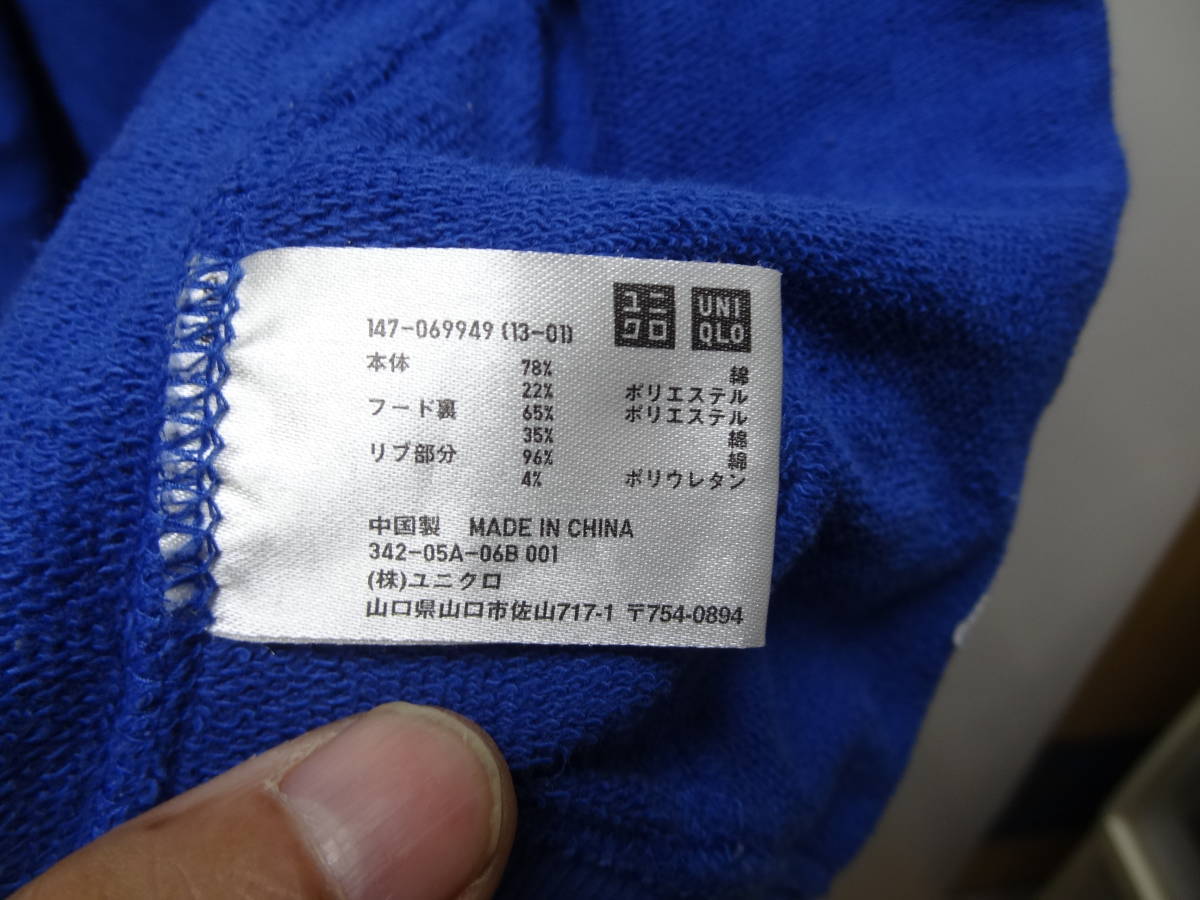 ユニクロ UNIQLO
147-069949 (13-01)
本体 78% 綿
22% ポリエステル
フード裏 65% ポリエステル
35% 綿
リブ部分 96% 綿
4% ポリウレタン
中国製 MADE IN CHINA
342-05A-06B 001
(株)ユニクロ
山口県山口市佐山717-1 〒754-0894